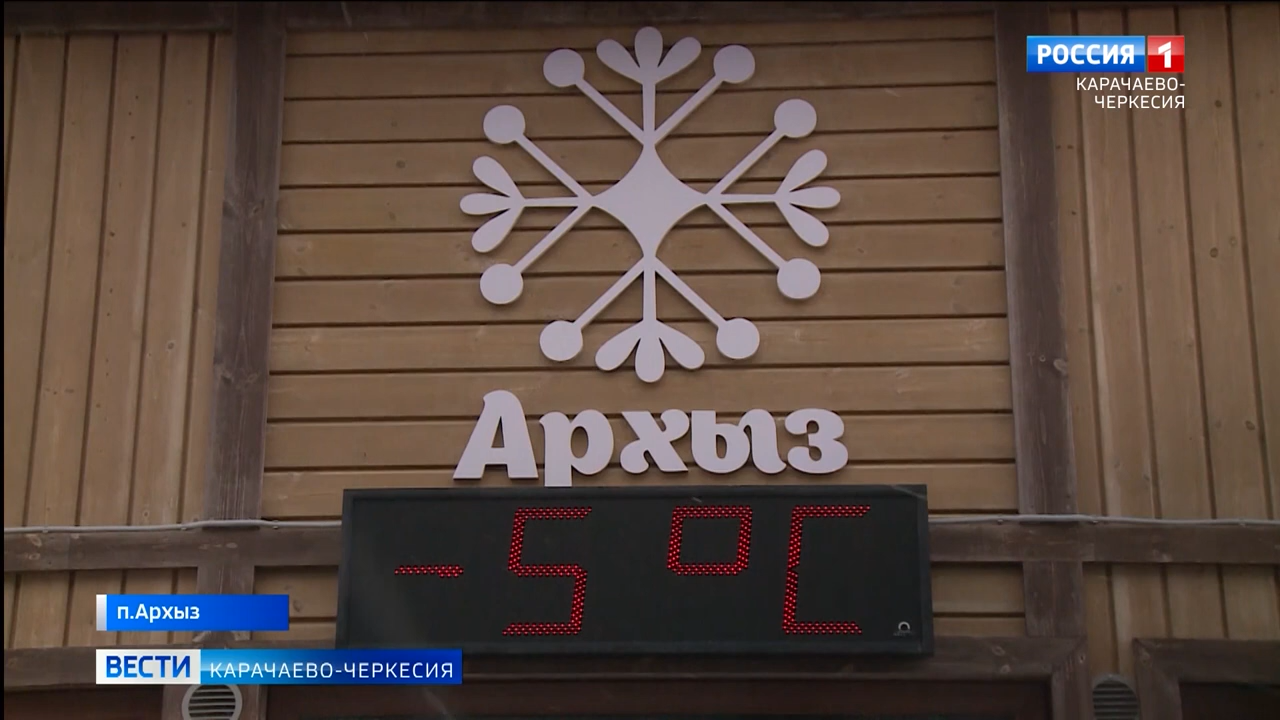 РОССИЯ 1
КАРАЧАЕВО-
ЧЕРКЕСИЯ
Архыз
-5°C
п.Архыз
ВЕСТИ КАРАЧАЕВО-ЧЕРКЕСИЯ